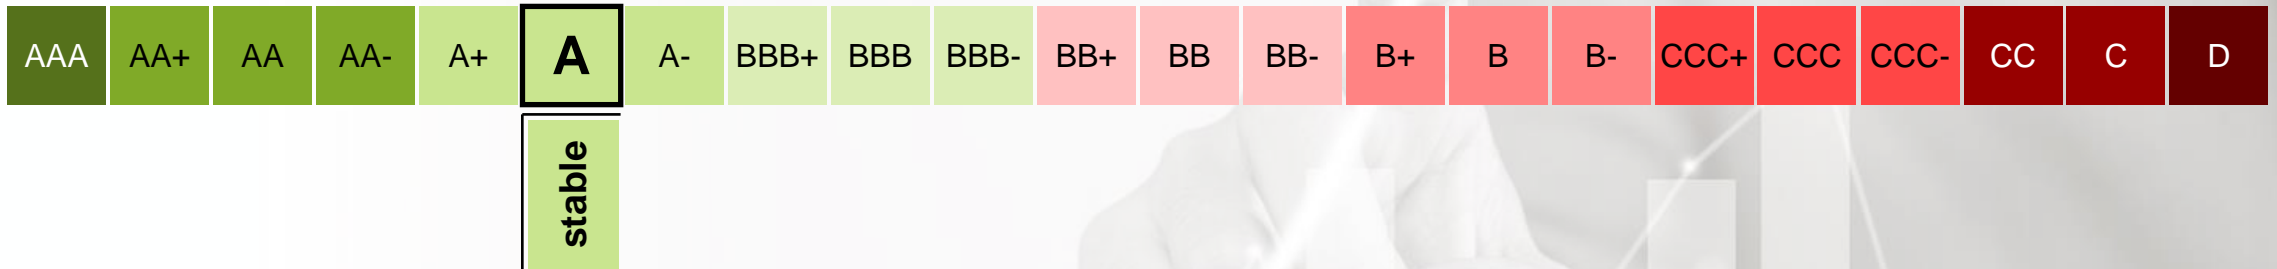 AAA AA+ AA AA- A+ A A- BBB+ BBB BBB- BB+ BB BB- B+ B B- CCC+ CCC CCC- CC C D
stable